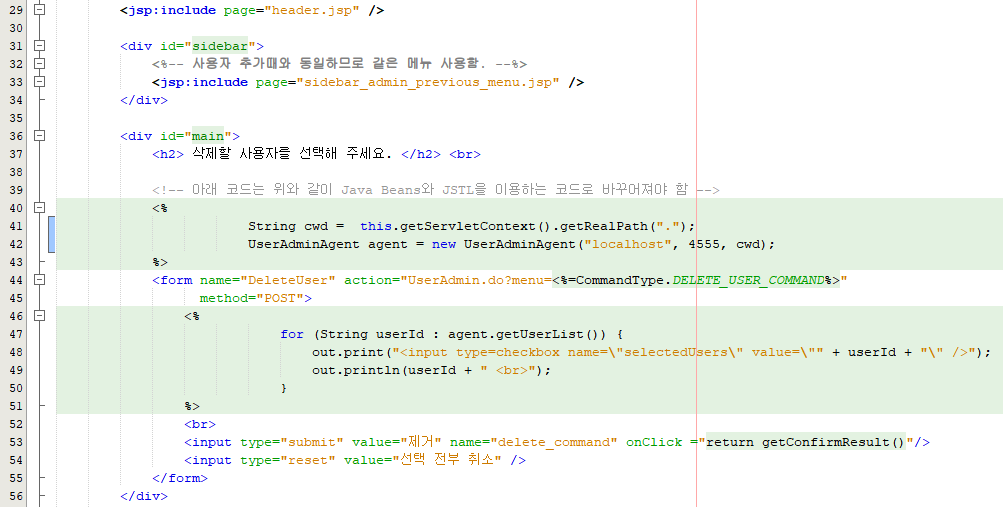 29 <jsp:include page="header.jsp" />
30
31 <div id="sidebar">
32 <%-- 사용자 추가때와 동일하므로 같은 메뉴 사용함. --%>
33 <jsp:include page="sidebar_admin_previous_menu.jsp" />
34 </div>
35
36 <div id="main">
37 <h2> 삭제할 사용자를 선택해 주세요. </h2> <br>
38
39 <!-- 아래 코드는 위와 같이 Java Beans와 JSTL을 이용하는 코드로 바꾸어져야 함 -->
40 <%
41 String cwd =  this.getServletContext().getRealPath(".");
42 UserAdminAgent agent = new UserAdminAgent("localhost", 4555, cwd);
43 %>
44 <form name="DeleteUser" action="UserAdmin.do?menu=<%=CommandType.DELETE_USER_COMMAND%>"
45 method="POST">
46 <%
47 for (String userId : agent.getUserList()) {
48 out.print("<input type=checkbox name=\"selectedUsers\" value=\"" + userId + "\" />");
49 out.println(userId + " <br>");
50 }
51 %>
52 <br>
53 <input type="submit" value="제거" name="delete_command" onClick ="return getConfirmResult()"/>
54 <input type="reset" value="선택 전부 취소" />
55 </form>
56 </div>